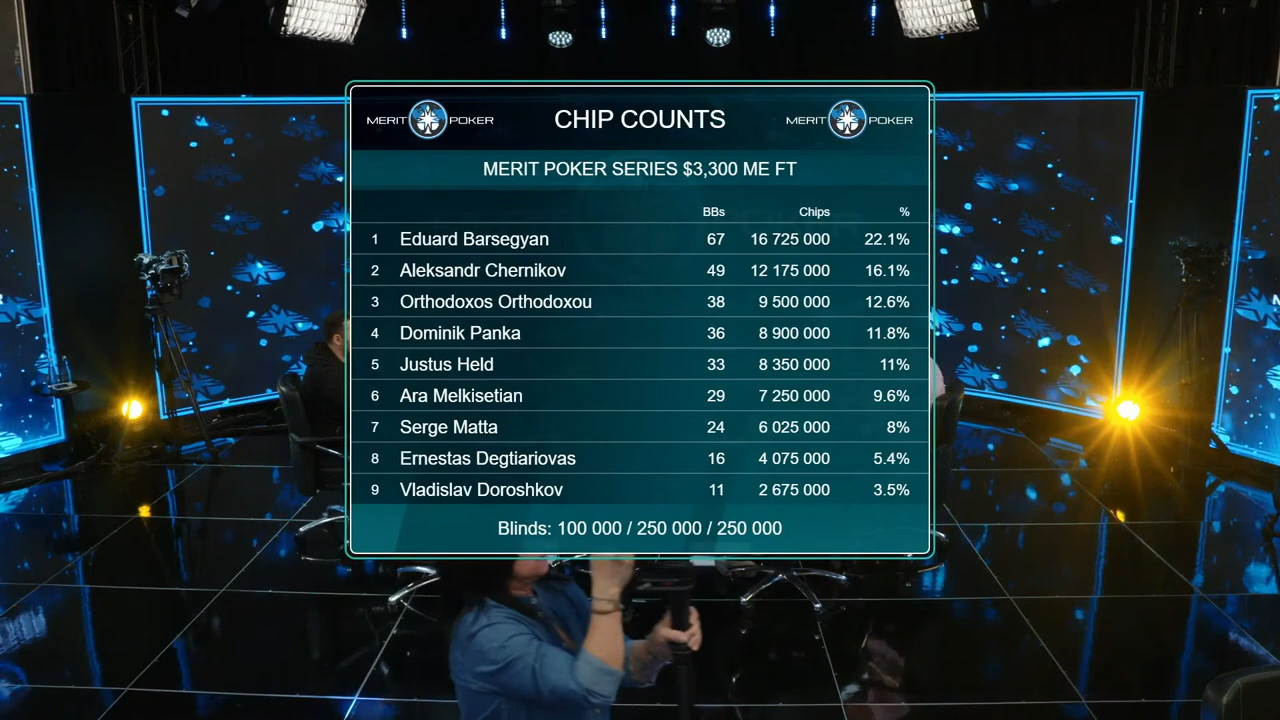 MERIT POKER CHIP COUNTS MERIT POKER
MERIT POKER SERIES $3,300 ME FT
BBs Chips %
1 Eduard Barsegyan 67 16 725 000 22.1%
2 Aleksandr Chernikov 49 12 175 000 16.1%
3 Orthodoxos Orthodoxou 38 9 500 000 12.6%
4 Dominik Panka 36 8 900 000 11.8%
5 Justus Held 33 8 350 000 11%
6 Ara Melkisetian 29 7 250 000 9.6%
7 Serge Matta 24 6 025 000 8%
8 Ernestas Degtiariovas 16 4 075 000 5.4%
9 Vladislav Doroshkov 11 2 675 000 3.5%
Blinds: 100 000 / 250 000 / 250 000